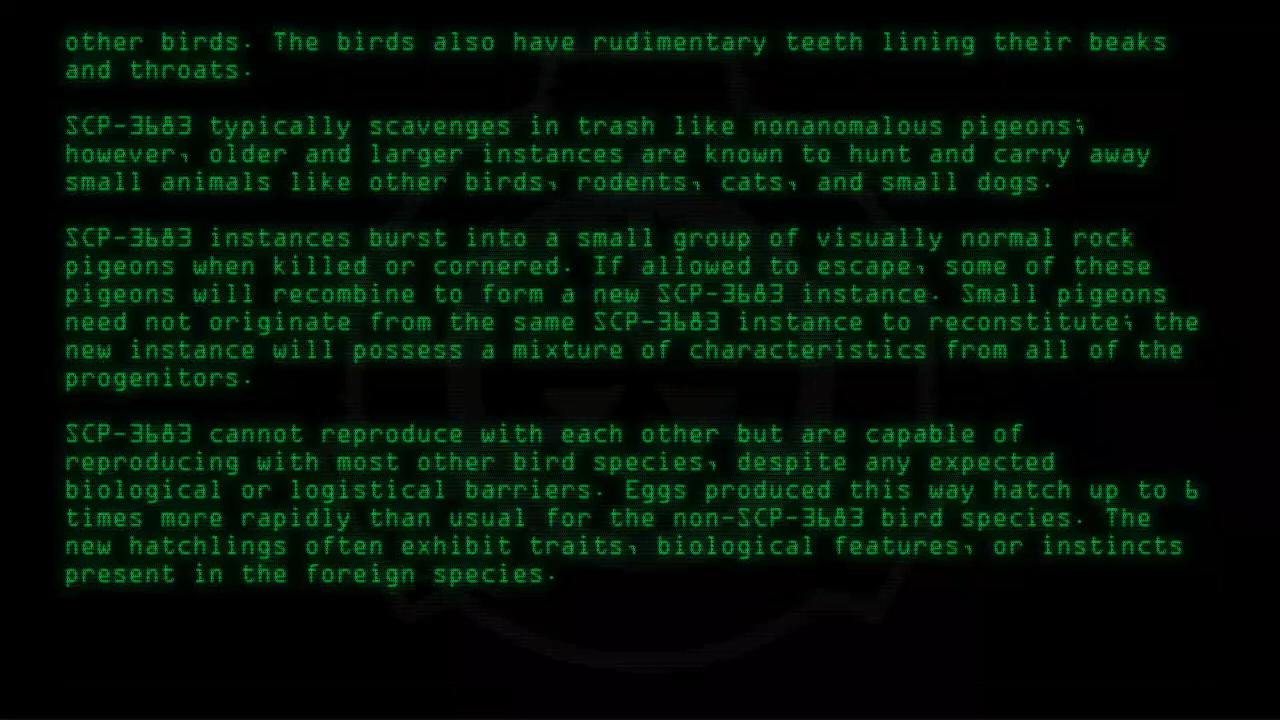 other birds. The birds also have rudimentary teeth lining their beaks
and throats.
SCP-3683 typically scavenges in trash like nonanomalous pigeons;
however, older and larger instances are known to hunt and carry away
small animals like other birds, rodents, cats, and small dogs.
SCP-3683 instances burst into a small group of visually normal rock
pigeons when killed or cornered. If allowed to escape, some of these
pigeons will recombine to form a new SCP-3683 instance. Small pigeons
need not originate from the same SCP-3683 instance to reconstitute; the
new instance will possess a mixture of characteristics from all of the
progenitors.
SCP-3683 cannot reproduce with each other but are capable of
reproducing with most other bird species, despite any expected
biological or logistical barriers. Eggs produced this way hatch up to 6
times more rapidly than usual for the non-SCP-3683 bird species. The
new hatchlings often exhibit traits, biological features, or instincts
present in the foreign species.